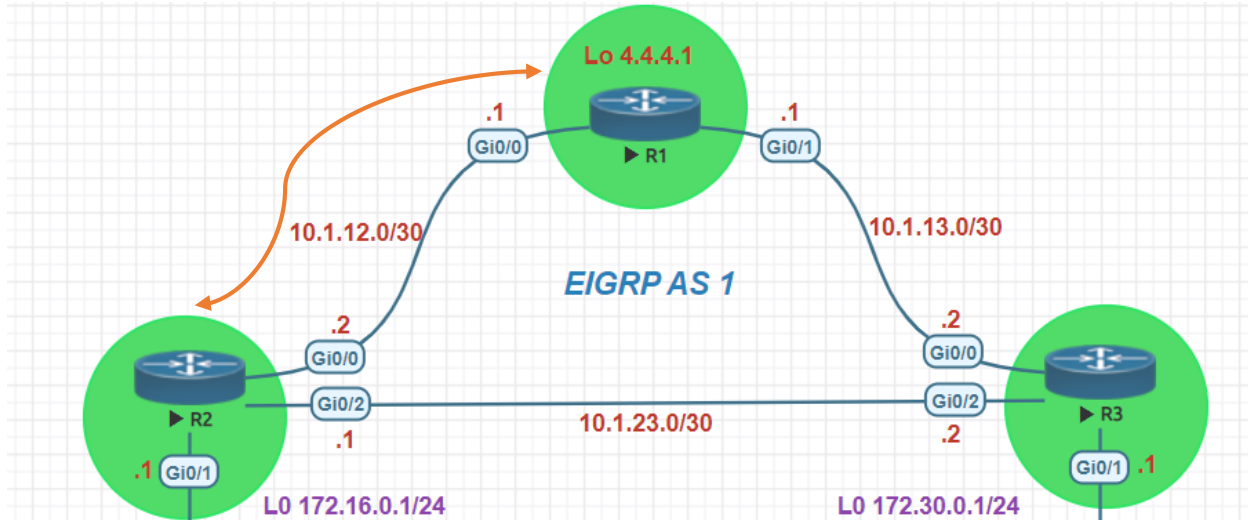 Lo 4.4.4.1
.1
.1
Gi0/0
Gi0/1
R1
10.1.12.0/30
10.1.13.0/30
EIGRP AS 1
.2
.2
Gi0/0
Gi0/0
Gi0/2
Gi0/2
R2
R3
10.1.23.0/30
.1
.2
.1
Gi0/1
Gi0/1
.1
L0 172.16.0.1/24
L0 172.30.0.1/24